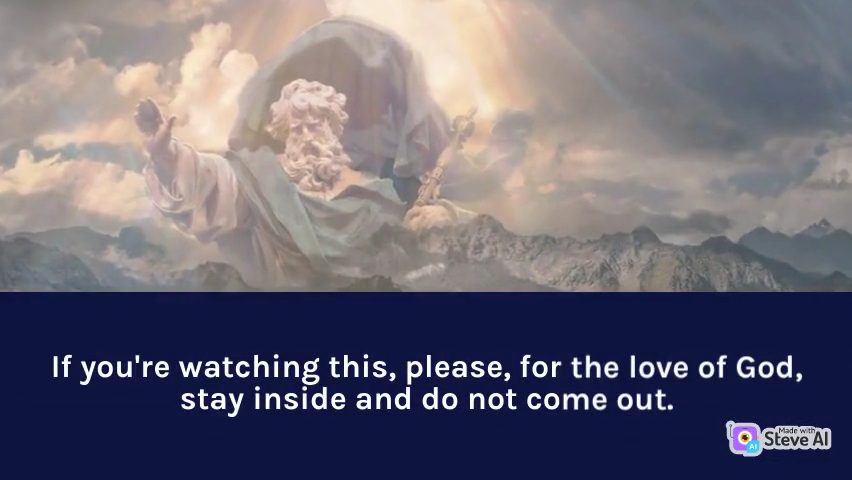 If you're watching this, please, for the love of God,
stay inside and do not come out.
Made with
Steve AI
AI